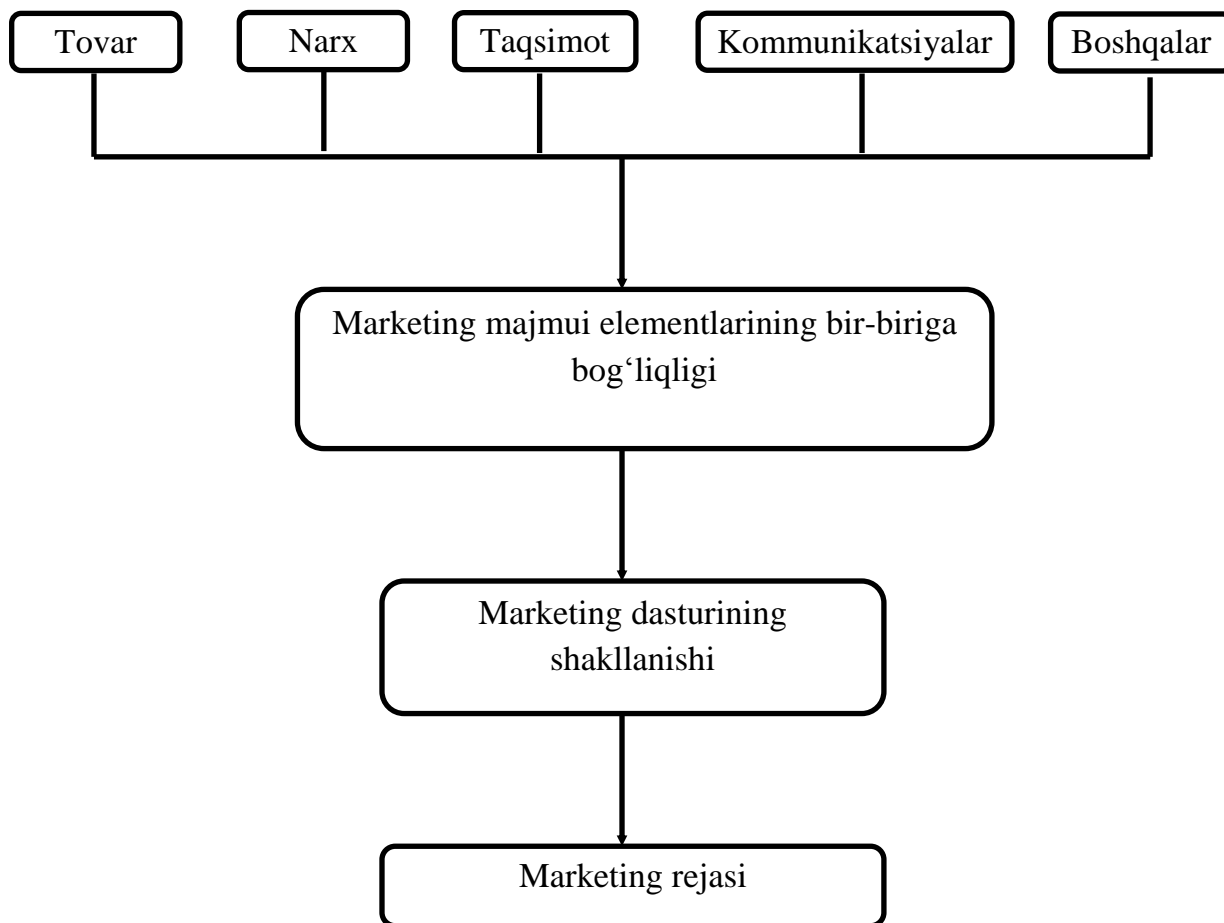 Tovar
Narx
Taqsimot
Kommunikatsiyalar
Boshqalar
Marketing majmui elementlarining bir-biriga
bog‘liqligi
Marketing dasturining
shakllanishi
Marketing rejasi